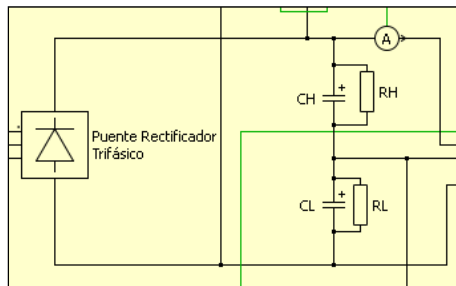 A
CH
+
RH
Puente Rectificador
Trifásico
CL
+
RL